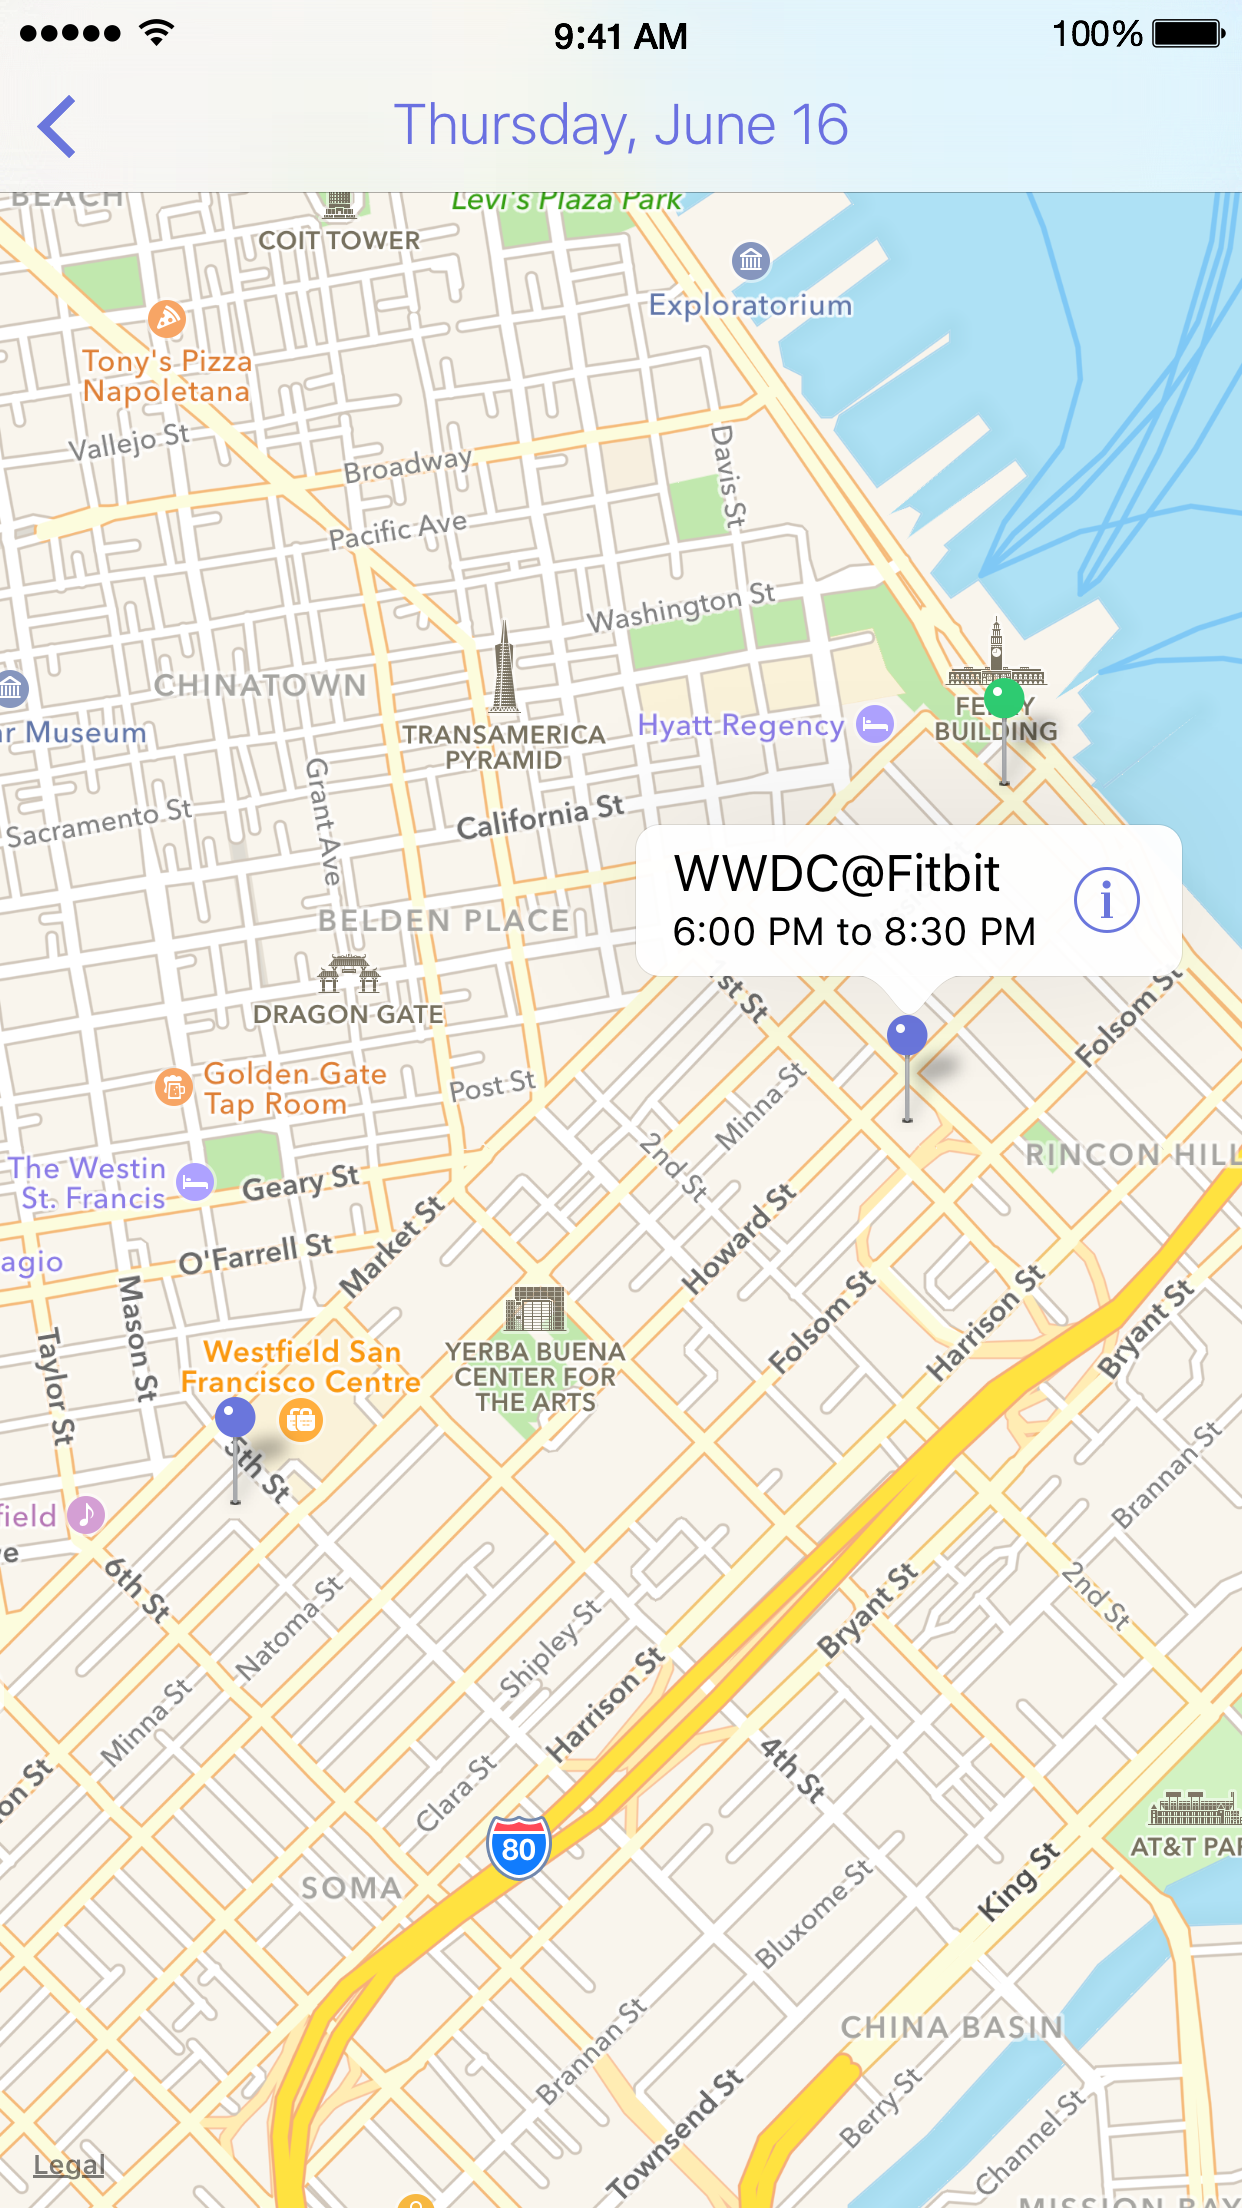 9:41 AM
100%
Thursday, June 16
BEACH
Levi's Plaza Park
COIT TOWER
Exploratorium
Tony's Pizza
Napoletana
Vallejo St
Broadway
Davis St
Pacific Ave
Washington St
CHINATOWN
r Museum
TRANSAMERICA
PYRAMID
Hyatt Regency
BUILDING
Grant Ave
Sacramento St
California St
WWDC@Fitbit
6:00 PM to 8:30 PM
i
BELDEN PLACE
DRAGON GATE
1st St
Folsom St
Golden Gate
Tap Room
Post St
Minna St
2nd St
RINCON HILL
The Westin
St. Francis
Geary St
Market St
Howard St
O'Farrell St
agio
Mason St
Taylor St
Folsom St
Harrison St
Bryant St
Westfield San
Francisco Centre
YERBA BUENA
CENTER FOR
THE ARTS
5th St
Brannan St
field
e
6th St
Natoma St
Shipley St
Bryant St
2nd St
Minna St
Harrison St
on St
Clara St
4th St
80
AT&T PAR
SOMA
King St
Bluxome St
CHINA BASIN
Brannan St
Townsend St
Berry St
Channel St
Legal
MISSION BAY